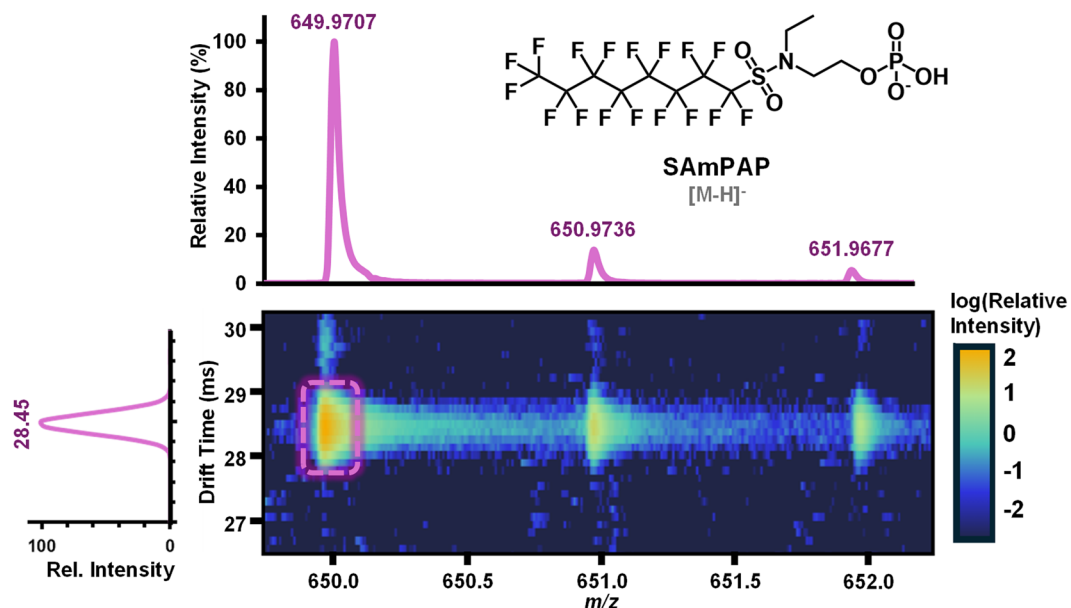 649.9707
100
80
60
40
20
0
Relative Intensity (%)
650.9736
651.9677
F F F F F F F F F
F F F F F F F F
O
S
O
N
O
O
P
OH
O-
SAmPAP
[M-H]-
28.45
100 0
Rel. Intensity
30
29
28
27
Drift Time (ms)
650.0 650.5 651.0 651.5 652.0
m/z
log(Relative
Intensity)
2
1
0
-1
-2